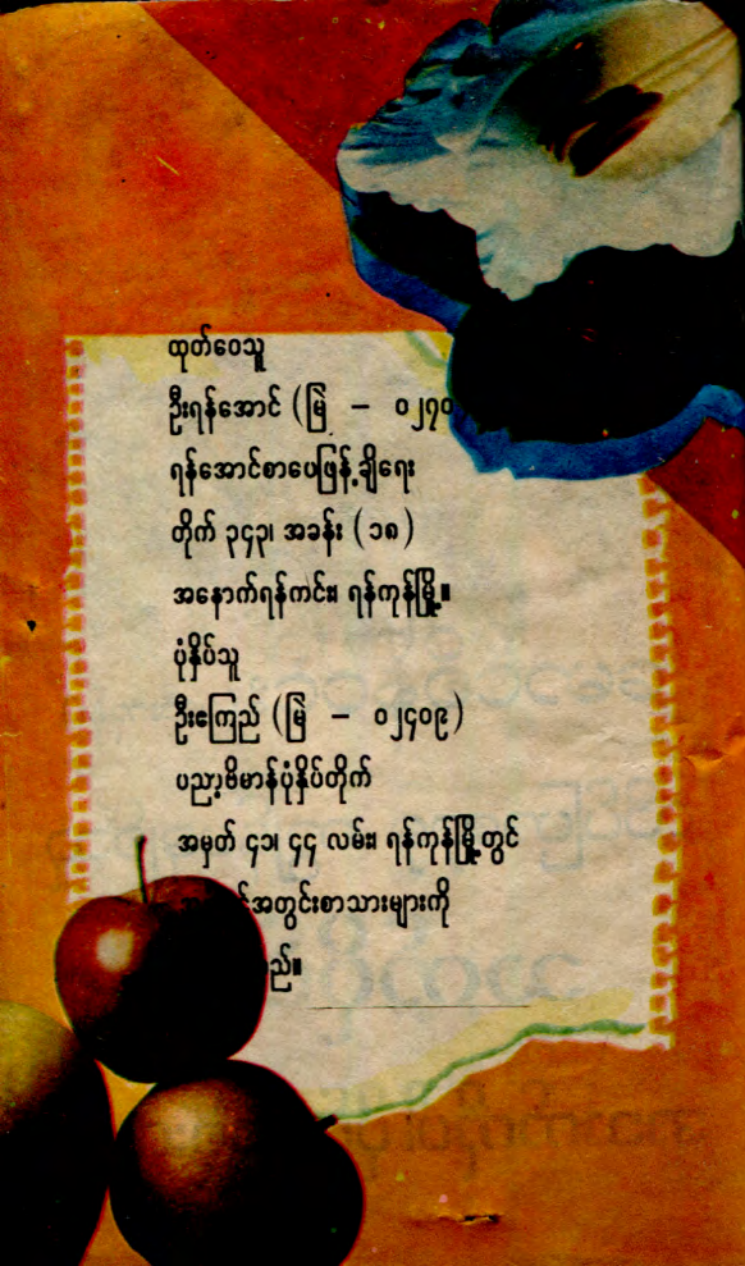 ထုတ်ဝေသူ
ဦးရန်အောင် (မြဲ – ၀၂၇၀
ရန်အောင်စာပေဖြန့်ချိရေး
တိုက် ၃၄၃၊ အခန်း (၁၈)
အနောက်ရန်ကင်း၊ ရန်ကုန်မြို့။
ပုံနှိပ်သူ
ဦးကြည် (မြဲ – ၀၂၄၀၉)
ပညာ့ဗိမာန်ပုံနှိပ်တိုက်
အမှတ် ၄၁၊ ၄၄ လမ်း၊ ရန်ကုန်မြို့တွင်
အတွင်းစာသားများကို